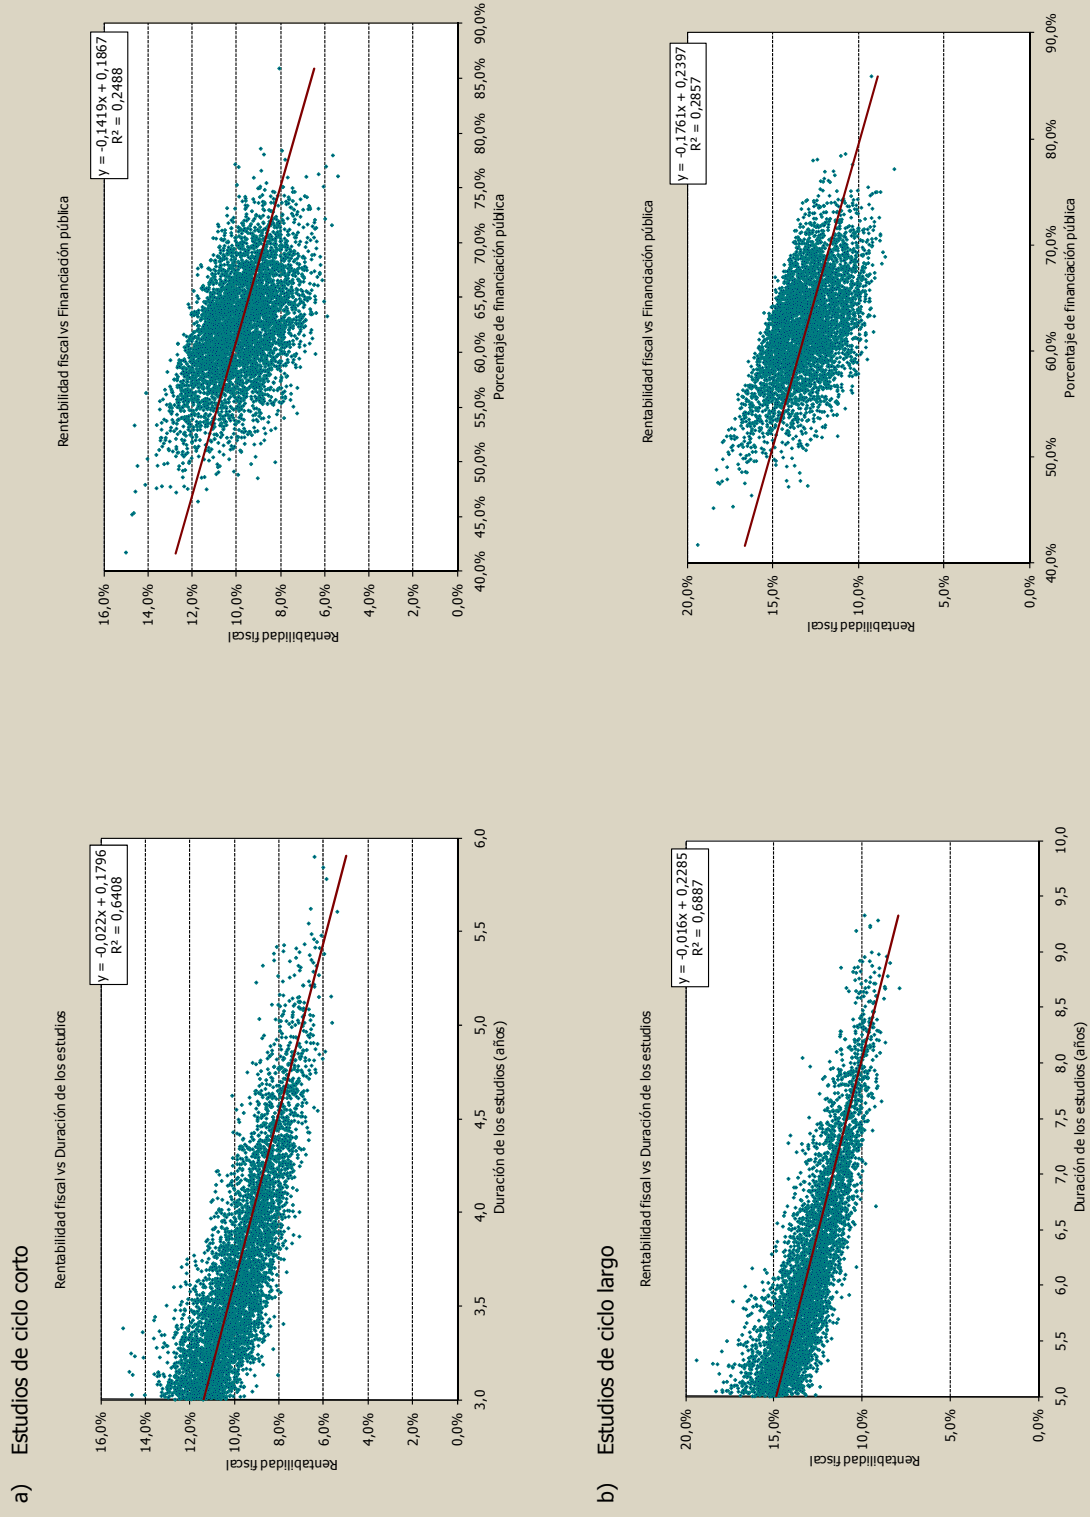 a) Estudios de ciclo corto
Rentabilidad fiscal vs Duración de los estudios
y = -0,022x + 0,1796
R² = 0,6408
16,0%
14,0%
12,0%
10,0%
8,0%
6,0%
4,0%
2,0%
0,0%
Rentabilidad fiscal
3,0 3,5 4,0 4,5 5,0 5,5 6,0
Duración de los estudios (años)
Rentabilidad fiscal vs Financiación pública
y = -0,1419x + 0,1867
R² = 0,2488
16,0%
14,0%
12,0%
10,0%
8,0%
6,0%
4,0%
2,0%
0,0%
Rentabilidad fiscal
40,0% 45,0% 50,0% 55,0% 60,0% 65,0% 70,0% 75,0% 80,0% 85,0% 90,0%
Porcentaje de financiación pública
b) Estudios de ciclo largo
Rentabilidad fiscal vs Duración de los estudios
y = -0,016x + 0,2285
R² = 0,6887
20,0%
15,0%
10,0%
5,0%
0,0%
Rentabilidad fiscal
5,0 5,5 6,0 6,5 7,0 7,5 8,0 8,5 9,0 9,5 10,0
Duración de los estudios (años)
Rentabilidad fiscal vs Financiación pública
y = -0,1761x + 0,2397
R² = 0,2857
20,0%
15,0%
10,0%
5,0%
0,0%
Rentabilidad fiscal
40,0% 50,0% 60,0% 70,0% 80,0% 90,0%
Porcentaje de financiación pública